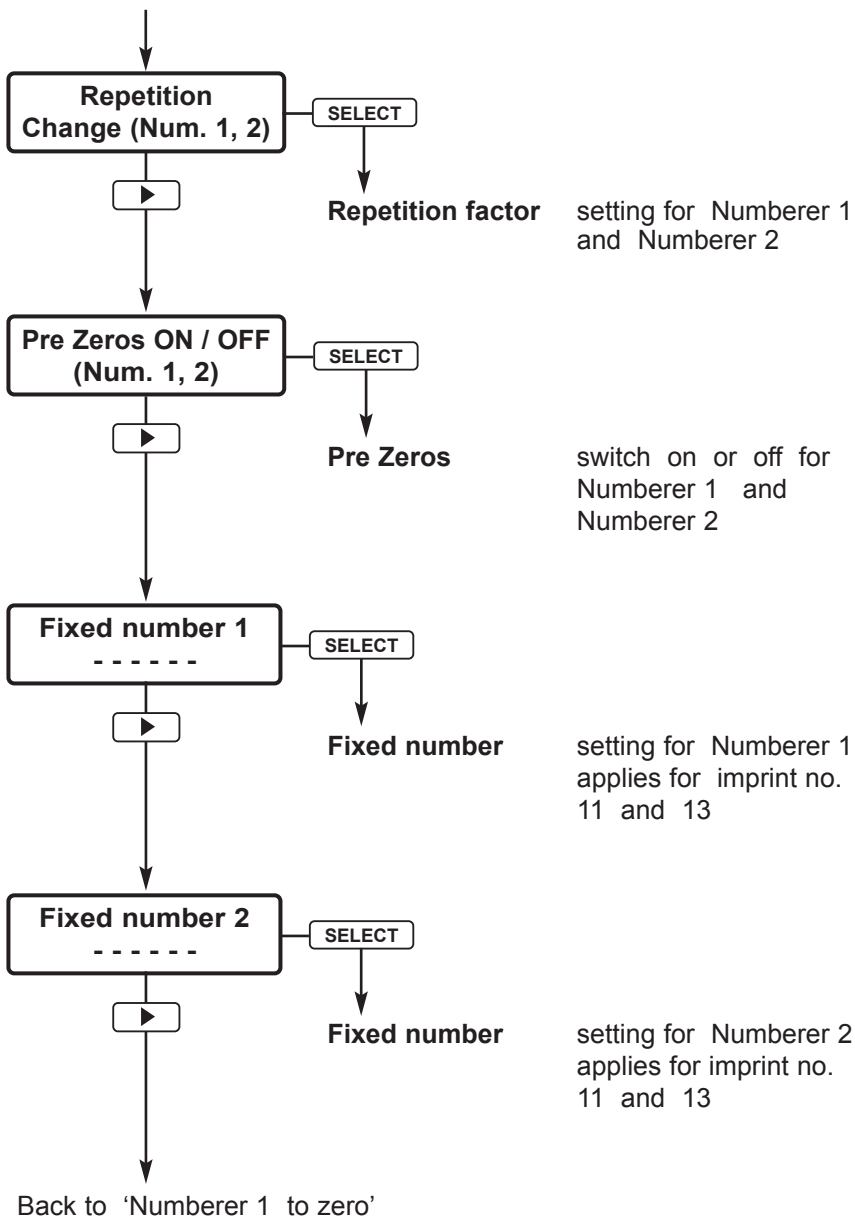 Repetition
Change (Num. 1, 2)
SELECT
Repetition factor setting for Numberer 1
and Numberer 2
Pre Zeros ON / OFF
(Num. 1, 2)
SELECT
Pre Zeros switch on or off for
Numberer 1 and
Numberer 2
Fixed number 1
- - - - - -
SELECT
Fixed number setting for Numberer 1
applies for imprint no.
11 and 13
Fixed number 2
- - - - - -
SELECT
Fixed number setting for Numberer 2
applies for imprint no.
11 and 13
Back to ‘Numberer 1 to zero’